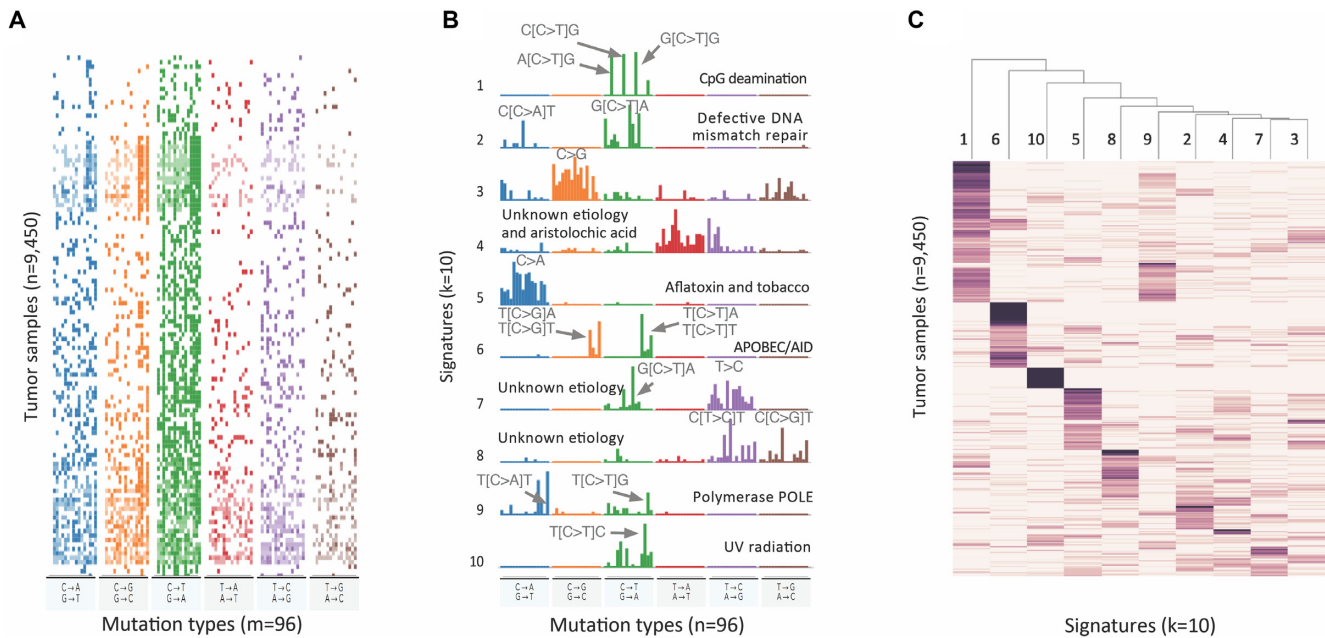 A
Tumor samples (n=9,450)
C→A
G→T
C→G
G→C
C→T
G→A
T→A
A→T
T→C
A→G
T→G
A→C
Mutation types (m=96)
B
Signatures (k=10)
C[C>T]G
G[C>T]G
A[C>T]G
1
CpG deamination
C[C>A]T
G[C>T]A
2
Defective DNA
mismatch repair
C>G
3
Unknown etiology
and aristolochic acid
4
C>A
5
Aflatoxin and tobacco
T[C>G]A
T[C>G]T
T[C>T]A
T[C>T]T
6
APOBEC/AID
G[C>T]A
T>C
7
Unknown etiology
C[T>C]T
C[C>G]T
8
Unknown etiology
T[C>A]T
T[C>T]G
9
Polymerase POLE
T[C>T]C
10
UV radiation
C→A
G→T
C→G
G→C
C→T
G→A
T→A
A→T
T→C
A→G
T→G
A→C
Mutation types (n=96)
C
1 6 10 5 8 9 2 4 7 3
Tumor samples (n=9,450)
Signatures (k=10)